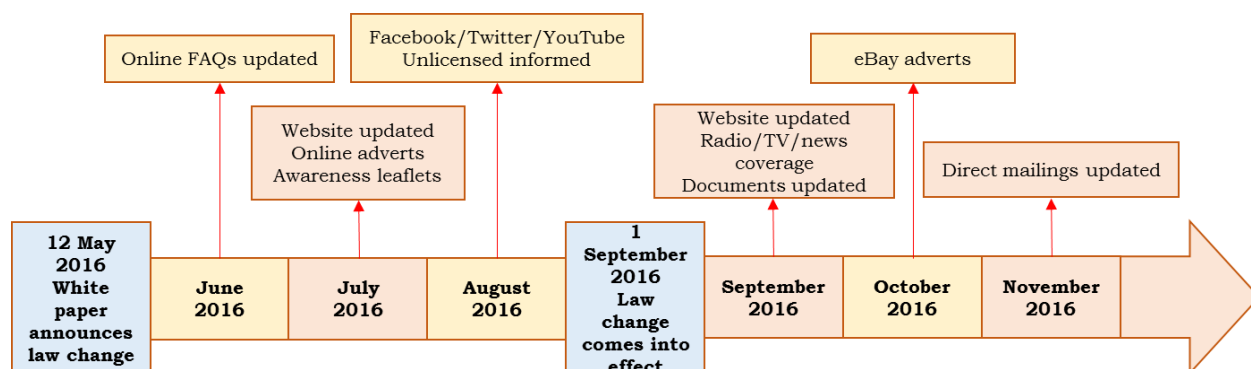 Online FAQs updated
Facebook/Twitter/YouTube
Unlicensed informed
eBay adverts
Website updated
Online adverts
Awareness leaflets
Website updated
Radio/TV/news
coverage
Documents updated
Direct mailings updated
12 May
2016
White
paper
announces
law change
June
2016
July
2016
August
2016
1
September
2016
Law
change
comes into
effect
September
2016
October
2016
November
2016